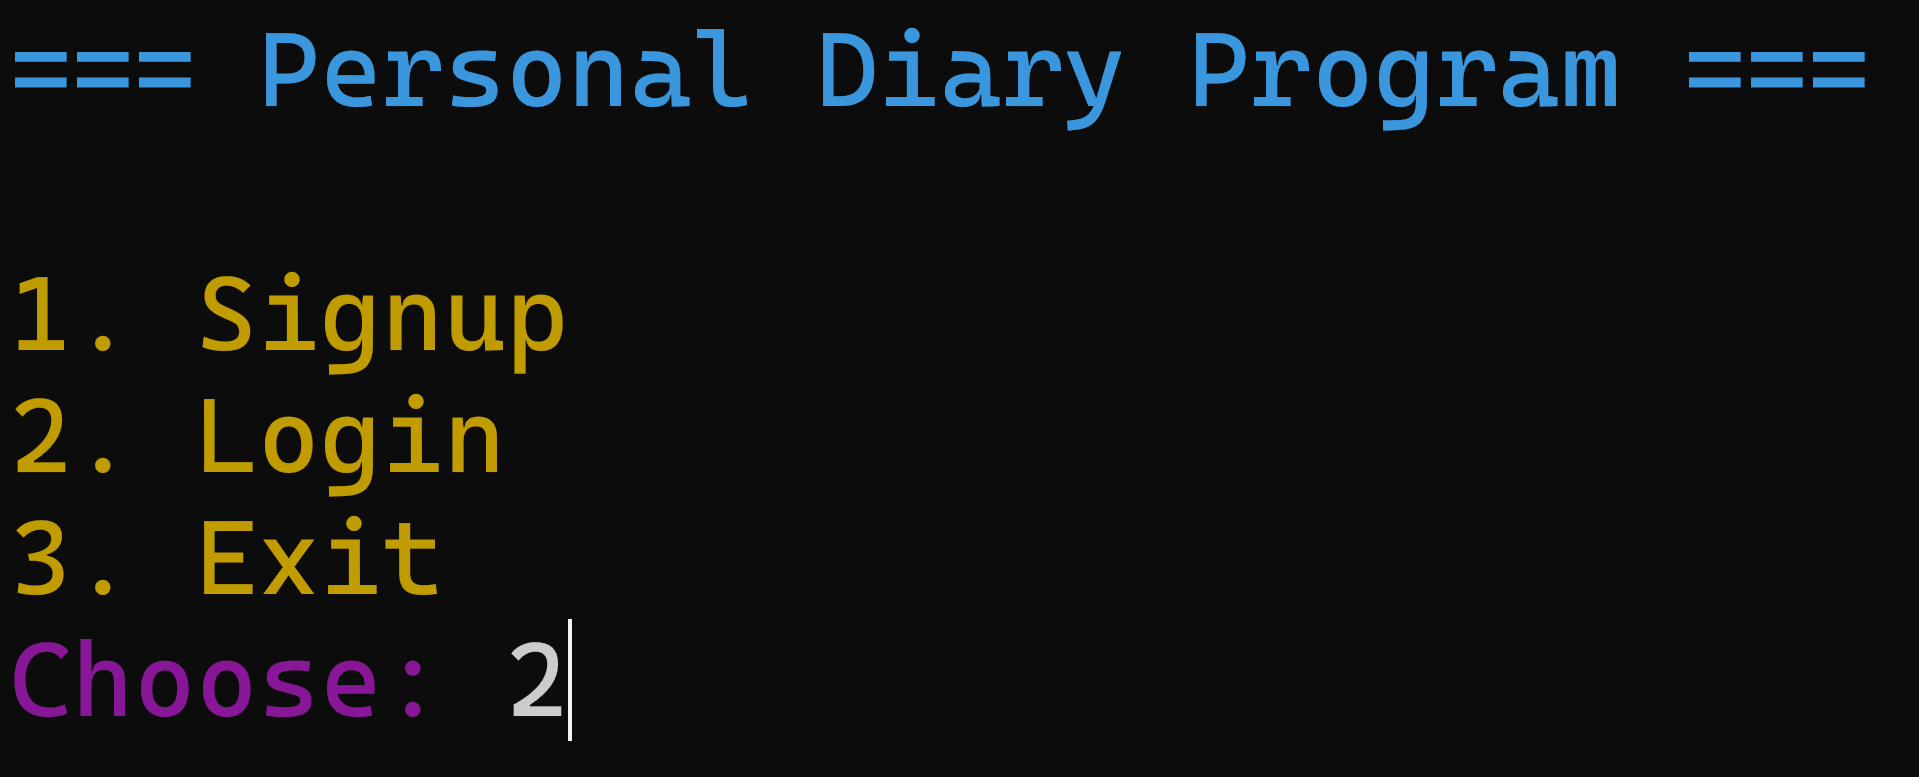 === Personal Diary Program ===
1. Signup
2. Login
3. Exit
Choose: 2